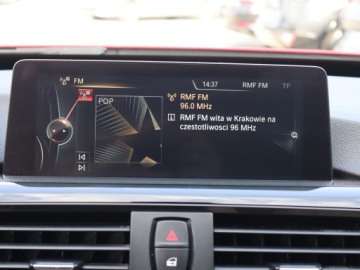 FM
14:37 RMF FM TP
POP
RMF FM
96.0 MHz
RMF FM wita w Krakowie na
czestotliwosci 96 MHz